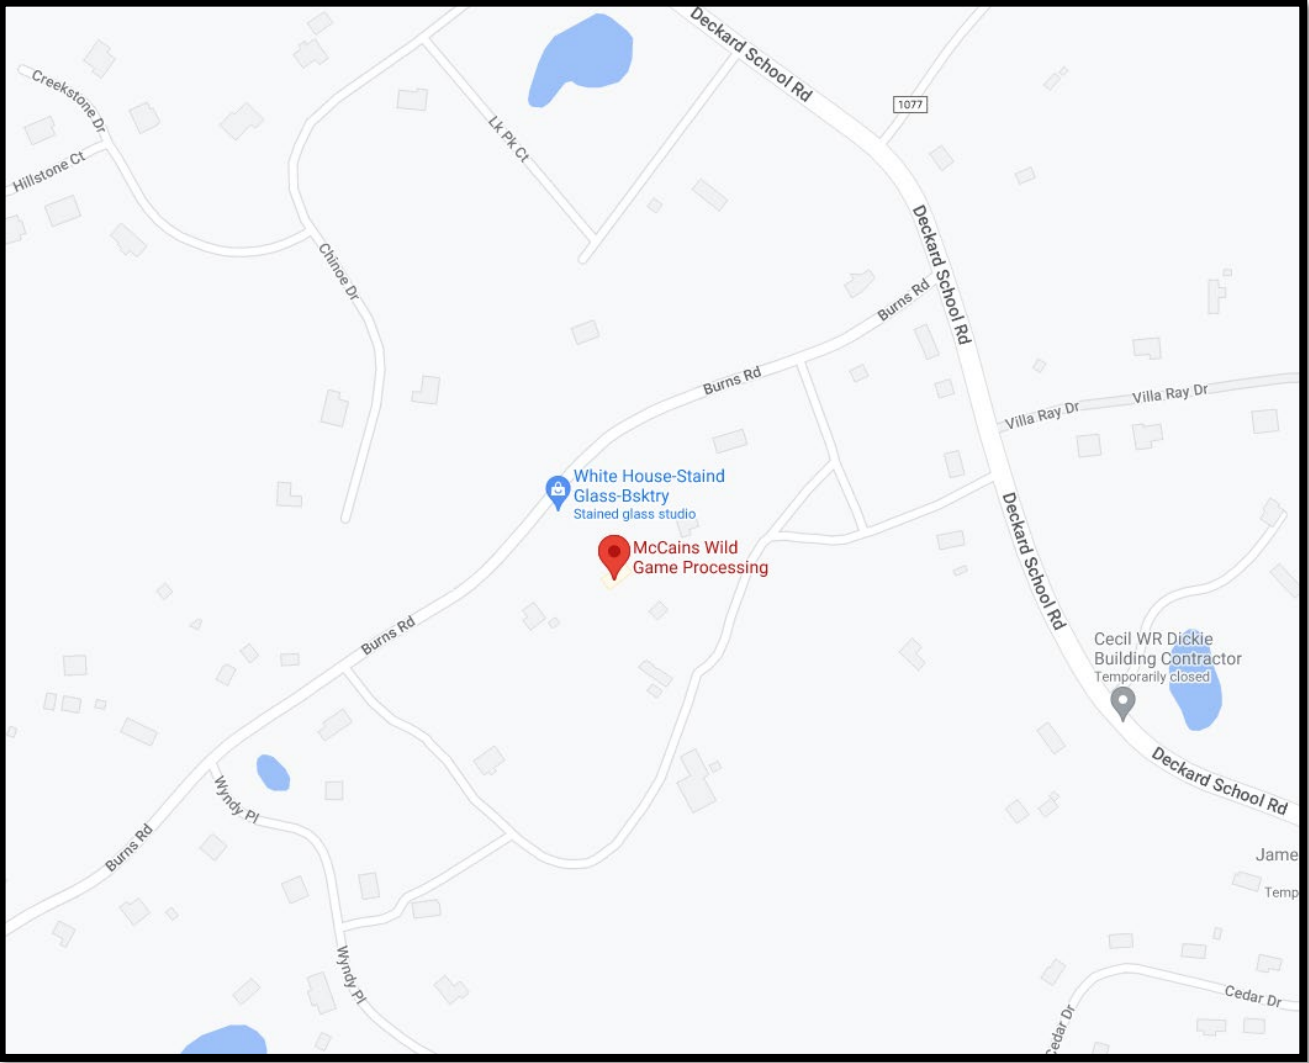 Deckard School Rd
Creekstone Dr
1077
Lk Pk Ct
Hillstone Ct
Deckard School Rd
Chinoe Dr
Burns Rd
Burns Rd
Villa Ray Dr
Villa Ray Dr
White House-Staind
Glass-Bsktry
Stained glass studio
McCains Wild
Game Processing
Deckard School Rd
Burns Rd
Cecil WR Dickie
Building Contractor
Temporarily closed
Wyndy Pl
Deckard School Rd
Burns Rd
Jame
Temp
Wyndy Pl
Cedar Dr
Cedar Dr